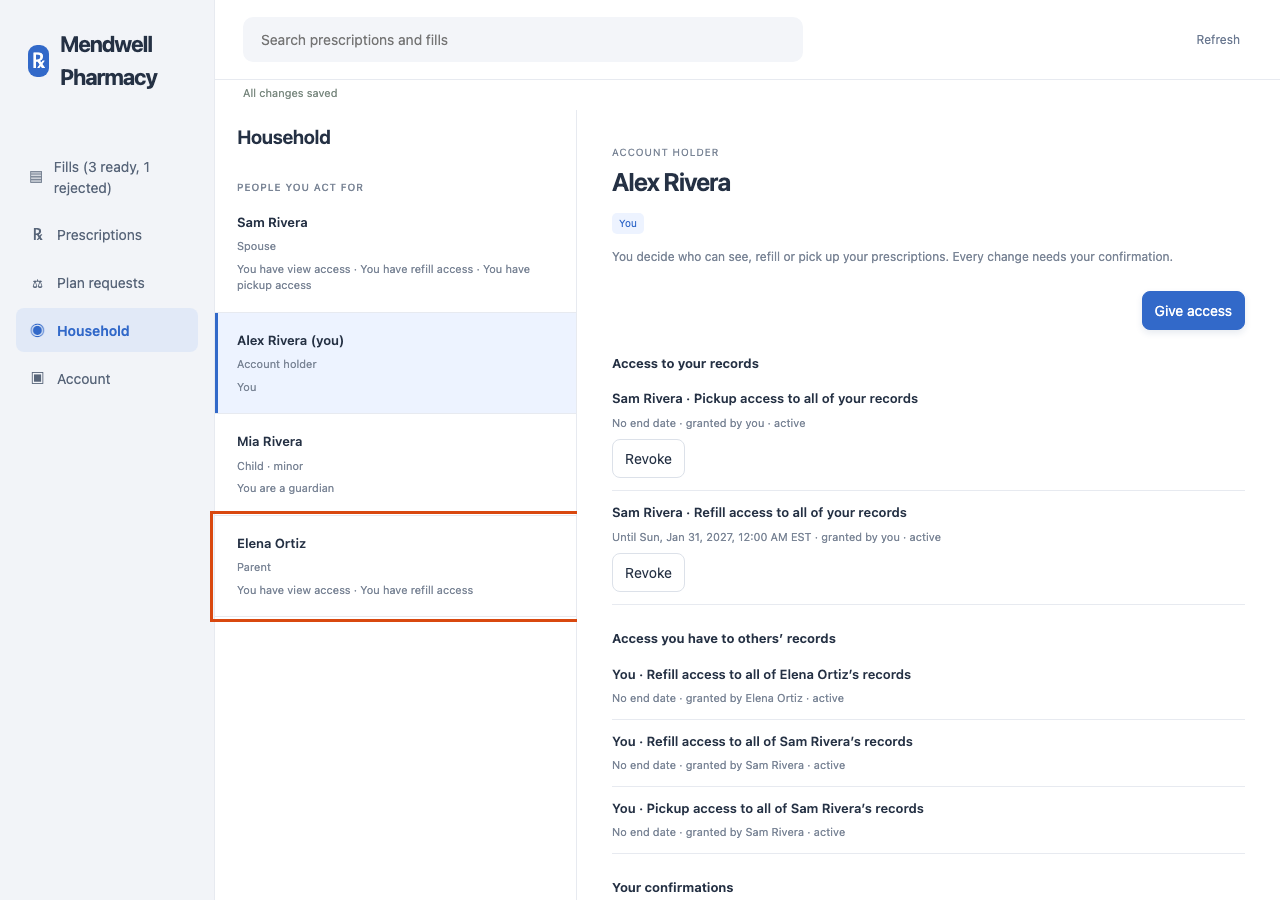 Mendwell
Pharmacy
Search prescriptions and fills
Refresh
All changes saved
Fills (3 ready, 1
rejected)
Prescriptions
Plan requests
Household
Account
Household
PEOPLE YOU ACT FOR
Sam Rivera
Spouse
You have view access · You have refill access · You have
pickup access
Alex Rivera (you)
Account holder
You
Mia Rivera
Child · minor
You are a guardian
Elena Ortiz
Parent
You have view access · You have refill access
ACCOUNT HOLDER
Alex Rivera
You
You decide who can see, refill or pick up your prescriptions. Every change needs your confirmation.
Give access
Access to your records
Sam Rivera · Pickup access to all of your records
No end date · granted by you · active
Revoke
Sam Rivera · Refill access to all of your records
Until Sun, Jan 31, 2027, 12:00 AM EST · granted by you · active
Revoke
Access you have to others’ records
You · Refill access to all of Elena Ortiz’s records
No end date · granted by Elena Ortiz · active
You · Refill access to all of Sam Rivera’s records
No end date · granted by Sam Rivera · active
You · Pickup access to all of Sam Rivera’s records
No end date · granted by Sam Rivera · active
Your confirmations